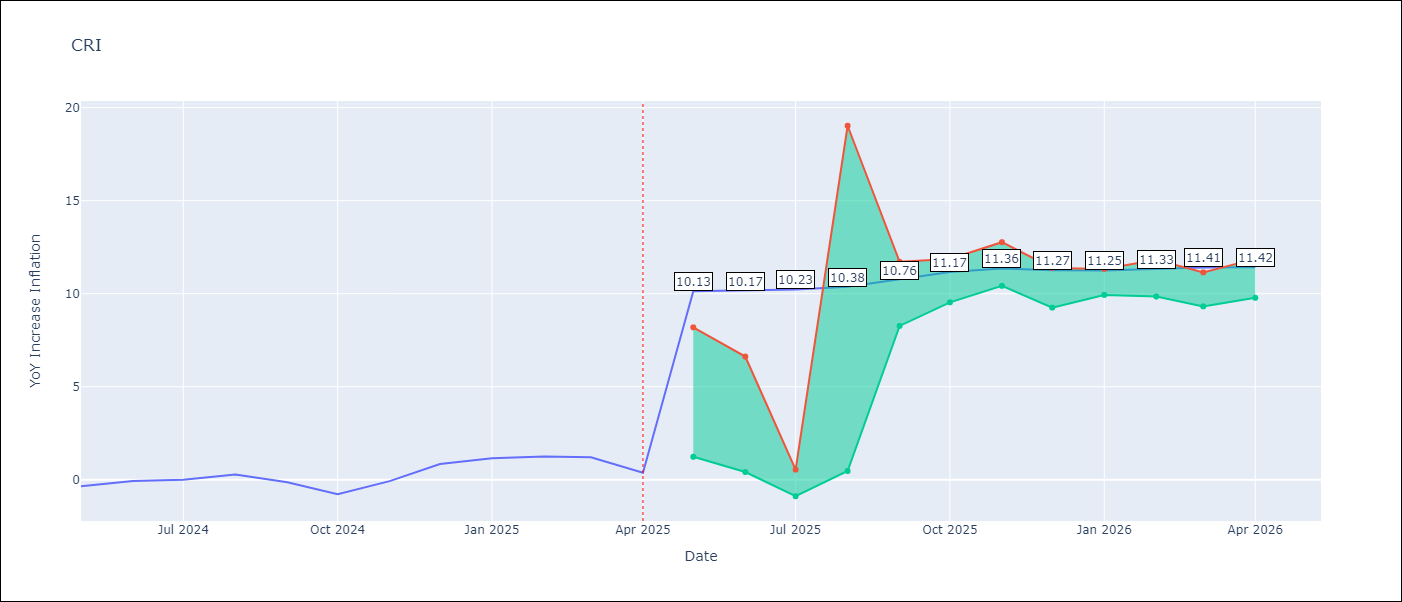 CRI
YoY Increase Inflation
20
15
10
5
0
10.13
10.17
10.23
10.38
10.76
11.17
11.36
11.27
11.25
11.33
11.41
11.42
Jul 2024
Oct 2024
Jan 2025
Apr 2025
Jul 2025
Oct 2025
Jan 2026
Apr 2026
Date